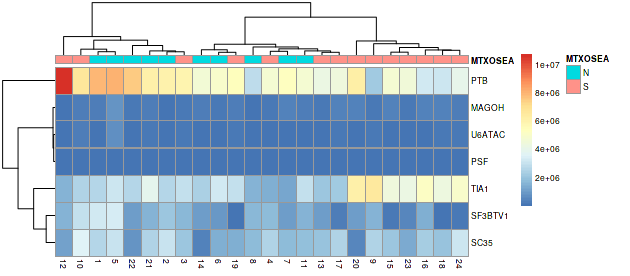 MTXOSEA
MTXOSEA
N
S
1e+07
8e+06
6e+06
4e+06
2e+06
PTB
MAGOH
U6ATAC
PSF
TIA1
SF3BTV1
SC35
12 10 1 5 22 21 2 3 14 6 19 8 4 7 11 13 17 20 9 15 23 16 18 24